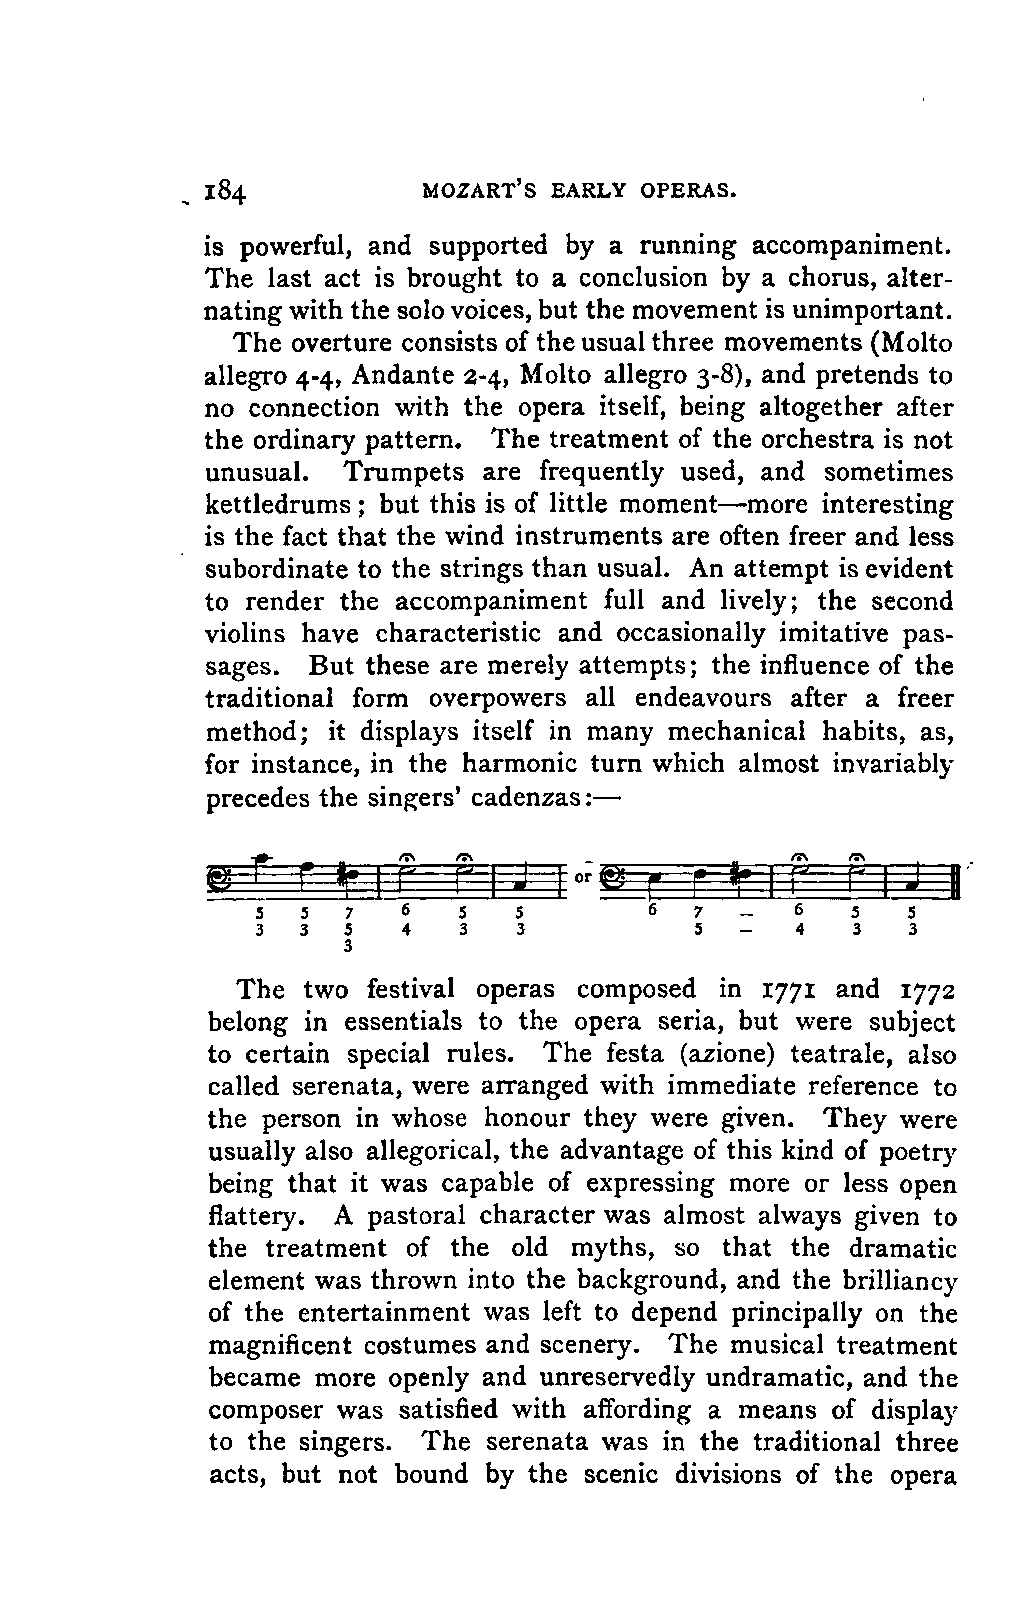 184 MOZART'S EARLY OPERAS.
is powerful, and supported by a running accompaniment.
The last act is brought to a conclusion by a chorus, alter-
nating with the solo voices, but the movement is unimportant.
The overture consists of the usual three movements (Molto
allegro 4-4, Andante 2-4, Molto allegro 3-8), and pretends to
no connection with the opera itself, being altogether after
the ordinary pattern. The treatment of the orchestra is not
unusual. Trumpets are frequently used, and sometimes
kettledrums; but this is of little moment—more interesting
is the fact that the wind instruments are often freer and less
subordinate to the strings than usual. An attempt is evident
to render the accompaniment full and lively; the second
violins have characteristic and occasionally imitative pas-
sages. But these are merely attempts; the influence of the
traditional form overpowers all endeavours after a freer
method; it displays itself in many mechanical habits, as,
for instance, in the harmonic turn which almost invariably
precedes the singers' cadenzas:—
or
5 5 7 6 5 5 6 7 – 6 5 5
3 3 5 4 3 3 5 – 4 3 3
3
The two festival operas composed in 1771 and 1772
belong in essentials to the opera seria, but were subject
to certain special rules. The festa (azione) teatrale, also
called serenata, were arranged with immediate reference to
the person in whose honour they were given. They were
usually also allegorical, the advantage of this kind of poetry
being that it was capable of expressing more or less open
flattery. A pastoral character was almost always given to
the treatment of the old myths, so that the dramatic
element was thrown into the background, and the brilliancy
of the entertainment was left to depend principally on the
magnificent costumes and scenery. The musical treatment
became more openly and unreservedly undramatic, and the
composer was satisfied with affording a means of display
to the singers. The serenata was in the traditional three
acts, but not bound by the scenic divisions of the opera